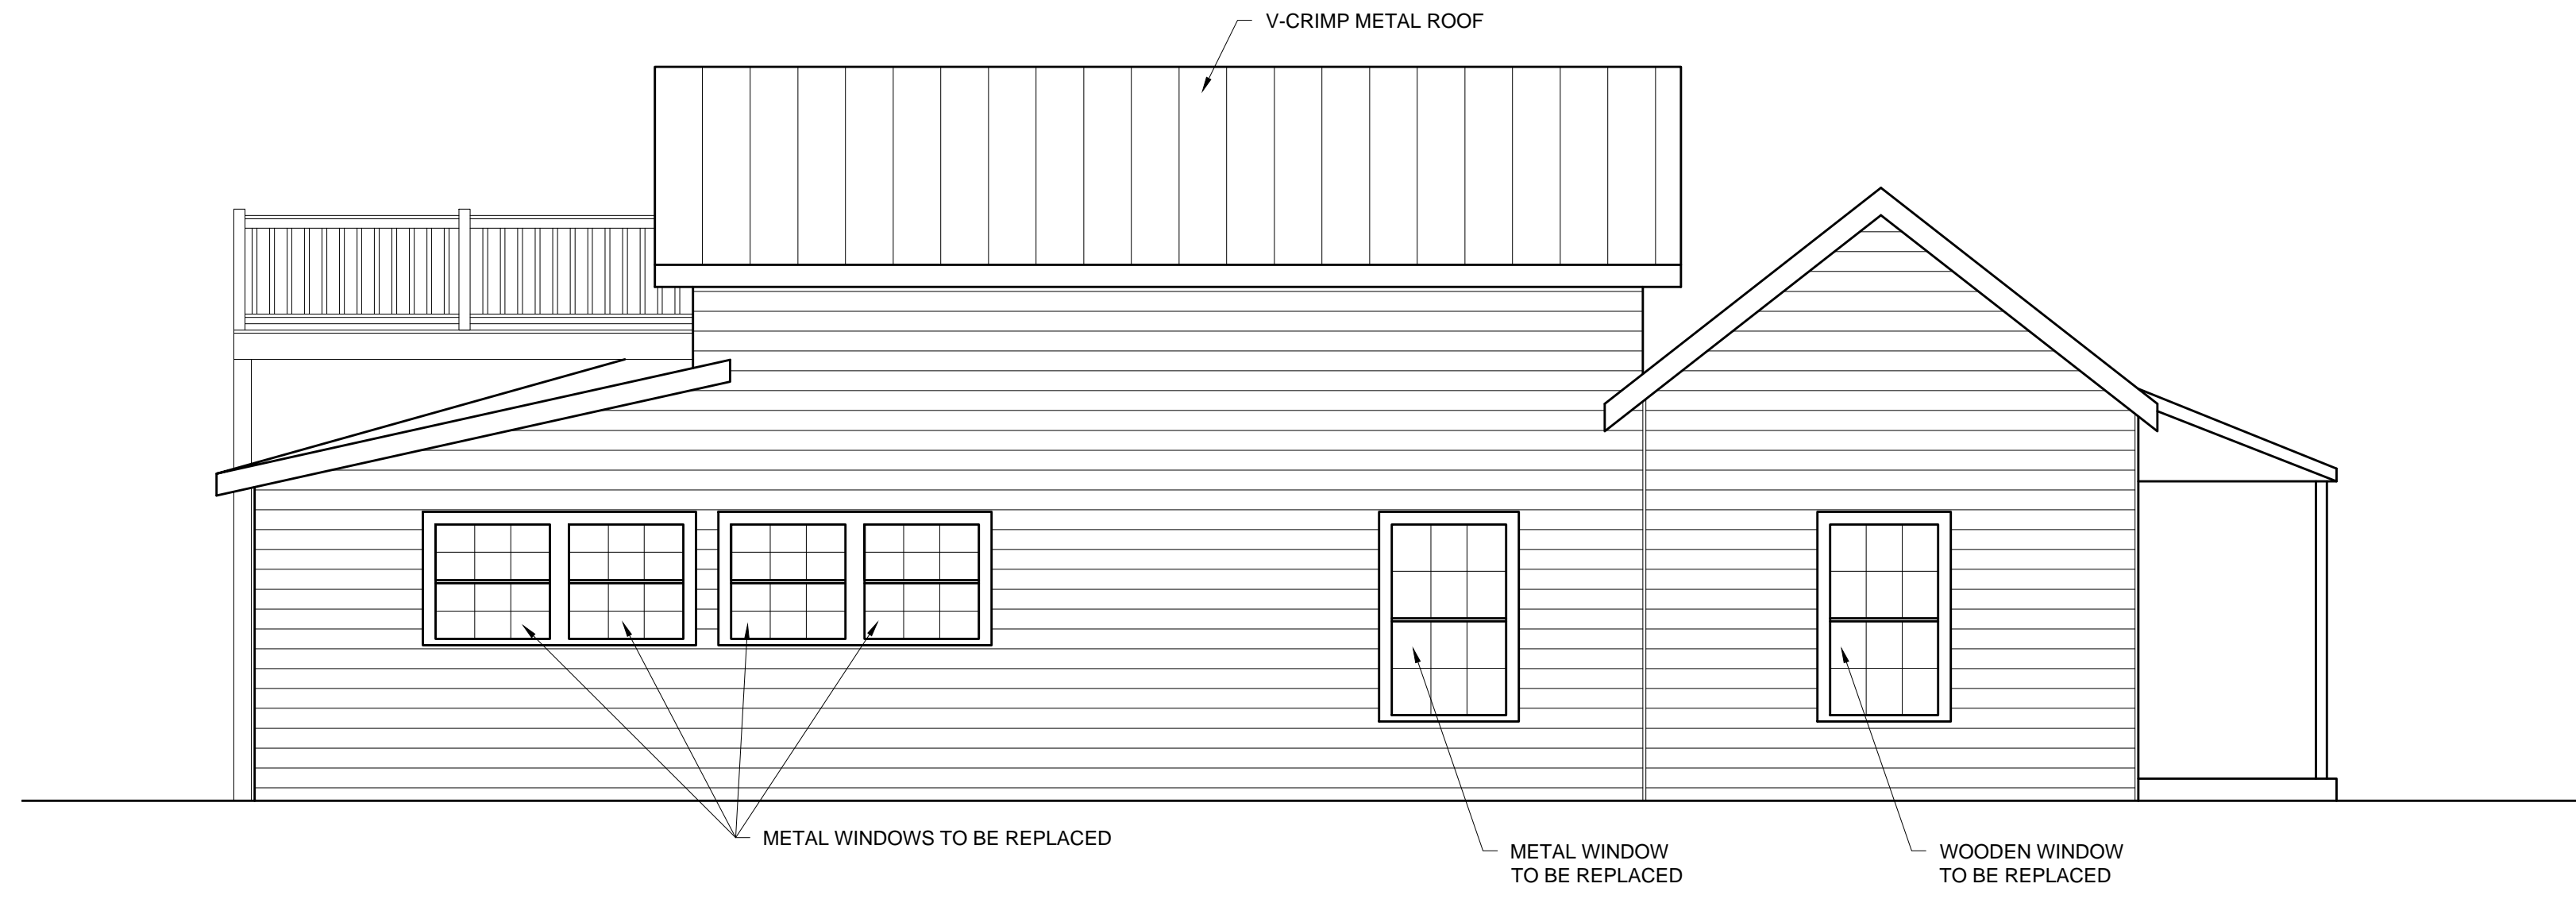 V-CRIMP METAL ROOF
METAL WINDOWS TO BE REPLACED
METAL WINDOW
TO BE REPLACED
WOODEN WINDOW
TO BE REPLACED